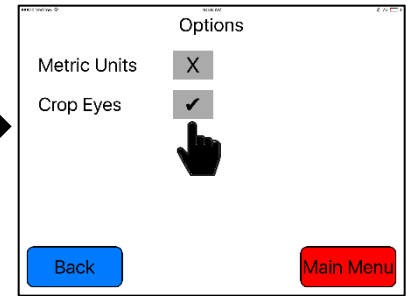 Options
Metric Units X
Crop Eyes ✔
Back
Main Menu